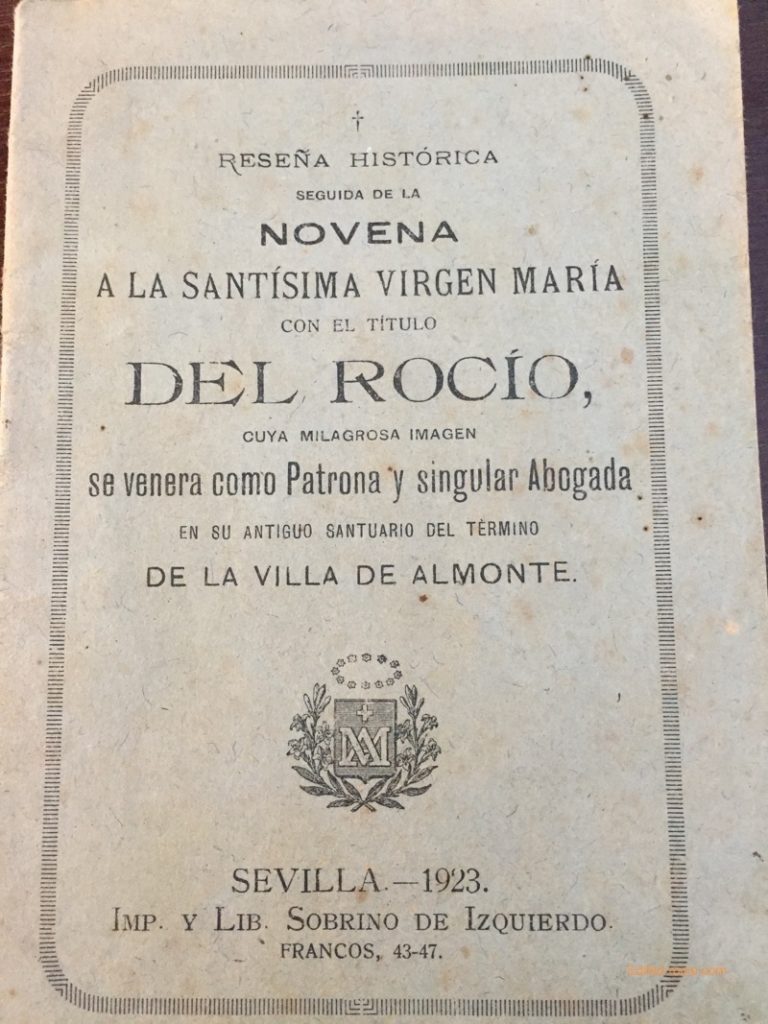 RESEÑA HISTÓRICA
SEGUIDA DE LA
NOVENA
A LA SANTÍSIMA VIRGEN MARÍA
CON EL TÍTULO
DEL ROCÍO,
CUYA MILAGROSA IMAGEN
se venera como Patrona y singular Abogada
EN SU ANTIGUO SANTUARIO DEL TÉRMINO
DE LA VILLA DE ALMONTE.
SEVILLA.—1923.
IMP. Y LIB. SOBRINO DE IZQUIERDO.
FRANCOS, 43-47.